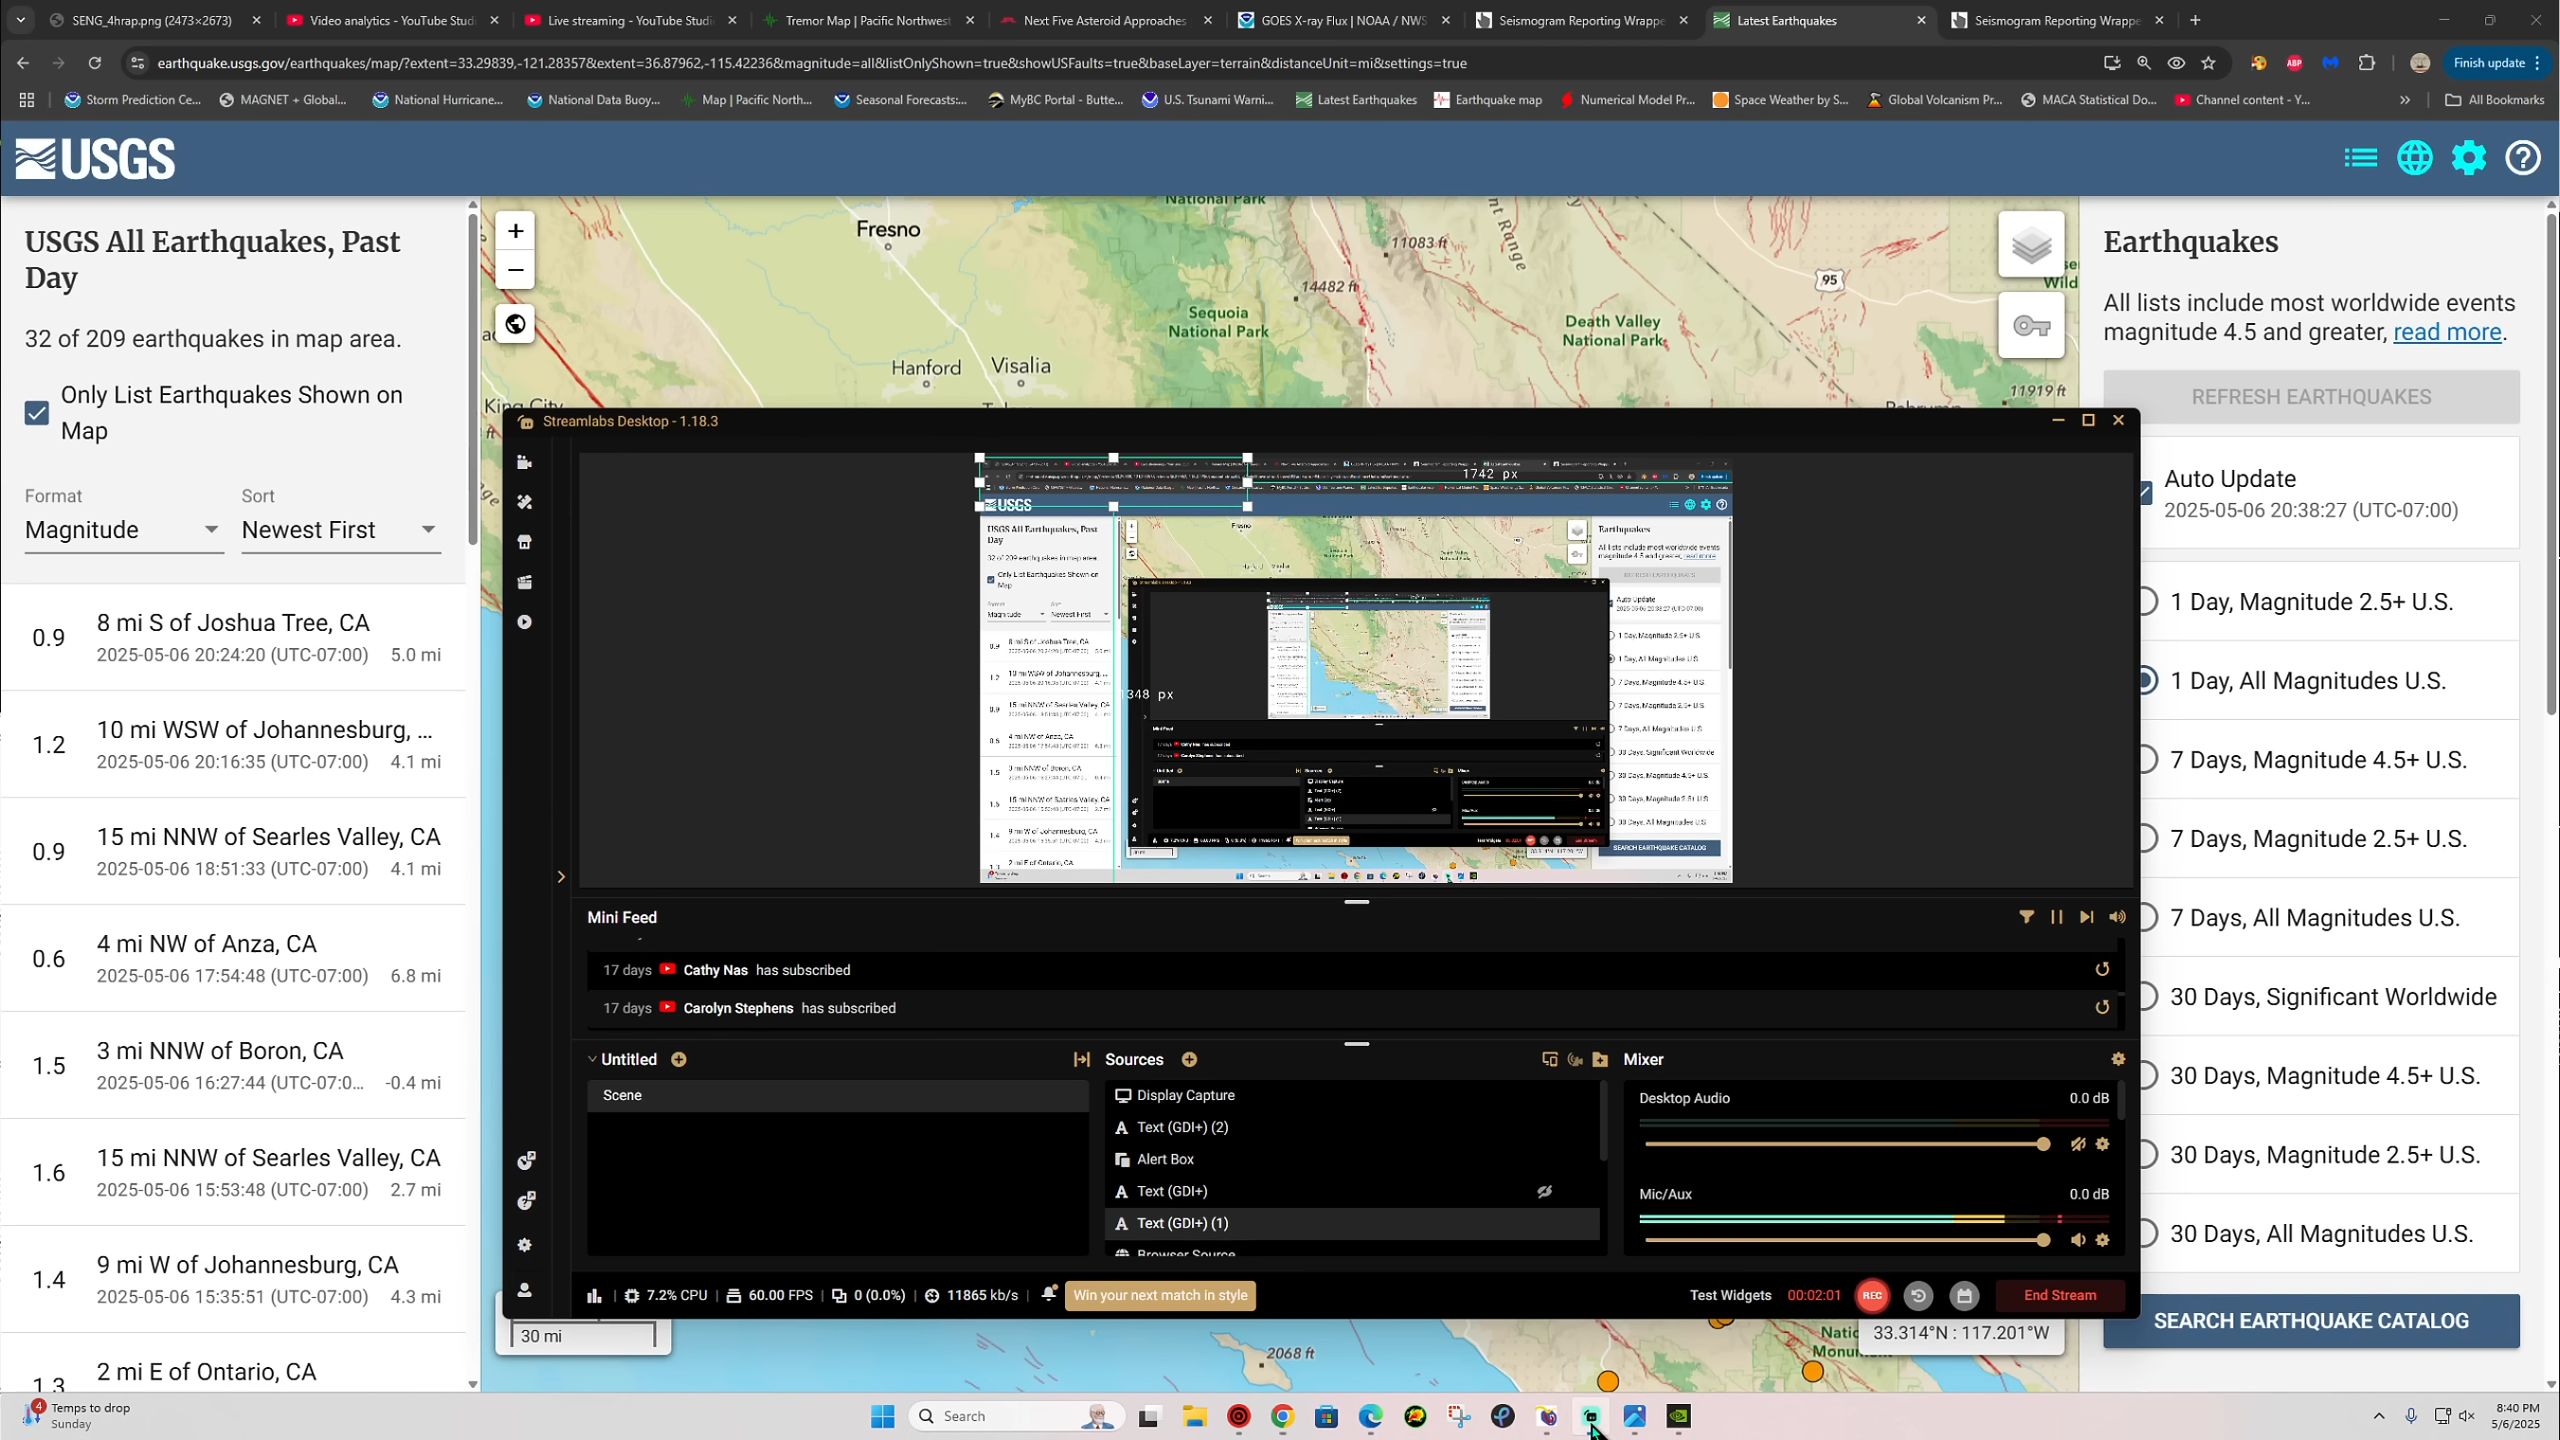 SENG_4hrap.png (2473×2673)
Video analytics - YouTube Studi
Live streaming - YouTube Studi
Tremor Map | Pacific Northwest
Next Five Asteroid Approaches
GOES X-ray Flux | NOAA / NWS
Seismogram Reporting Wrappe
Latest Earthquakes
Seismogram Reporting Wrappe
earthquake.usgs.gov/earthquakes/map/?extent=33.29839,-121.28357&extent=36.87962,-115.42236&magnitude=all&listOnlyShown=true&showUSFaults=true&baseLayer=terrain&distanceUnit=mi&settings=true
ABP
Finish update
Storm Prediction Ce...
MAGNET + Global...
National Hurricane...
National Data Buoy...
Map | Pacific North...
Seasonal Forecasts:...
MyBC Portal - Butte...
U.S. Tsunami Warni...
Latest Earthquakes
Earthquake map
Numerical Model Pr...
Space Weather by S...
Global Volcanism Pr...
MACA Statistical Do...
Channel content - Y...
All Bookmarks
USGS
USGS All Earthquakes, Past
Day
32 of 209 earthquakes in map area.
Only List Earthquakes Shown on
Map
Format
Sort
Magnitude
Newest First
0.9
8 mi S of Joshua Tree, CA
2025-05-06 20:24:20 (UTC-07:00) 5.0 mi
1.2
10 mi WSW of Johannesburg, ...
2025-05-06 20:16:35 (UTC-07:00) 4.1 mi
0.9
15 mi NNW of Searles Valley, CA
2025-05-06 18:51:33 (UTC-07:00) 4.1 mi
0.6
4 mi NW of Anza, CA
2025-05-06 17:54:48 (UTC-07:00) 6.8 mi
1.5
3 mi NNW of Boron, CA
2025-05-06 16:27:44 (UTC-07:0... -0.4 mi
1.6
15 mi NNW of Searles Valley, CA
2025-05-06 15:53:48 (UTC-07:00) 2.7 mi
1.4
9 mi W of Johannesburg, CA
2025-05-06 15:35:51 (UTC-07:00) 4.3 mi
1.3
2 mi E of Ontario, CA
+
−
National Park
Fresno
11083 ft
nt Range
95
14482 ft
Sequoia
National Park
Death Valley
National Park
Hanford
Visalia
King City
11919 ft
Wild
Earthquakes
All lists include most worldwide events
magnitude 4.5 and greater, read more.
REFRESH EARTHQUAKES
Auto Update
2025-05-06 20:38:27 (UTC-07:00)
1 Day, Magnitude 2.5+ U.S.
1 Day, All Magnitudes U.S.
7 Days, Magnitude 4.5+ U.S.
7 Days, Magnitude 2.5+ U.S.
7 Days, All Magnitudes U.S.
30 Days, Significant Worldwide
30 Days, Magnitude 4.5+ U.S.
30 Days, Magnitude 2.5+ U.S.
30 Days, All Magnitudes U.S.
SEARCH EARTHQUAKE CATALOG
Streamlabs Desktop - 1.18.3
1742 px
1348 px
Mini Feed
17 days Cathy Nas has subscribed
17 days Carolyn Stephens has subscribed
Untitled
Scene
Sources
Display Capture
Text (GDI+) (2)
Alert Box
Text (GDI+)
Text (GDI+) (1)
Browser Source
Mixer
Desktop Audio 0.0 dB
Mic/Aux 0.0 dB
7.2% CPU
60.00 FPS
0 (0.0%)
11865 kb/s
Win your next match in style
Test Widgets
00:02:01
REC
End Stream
30 mi
2068 ft
33.314°N : 117.201°W
4
Temps to drop
Sunday
Search
8:40 PM
5/6/2025